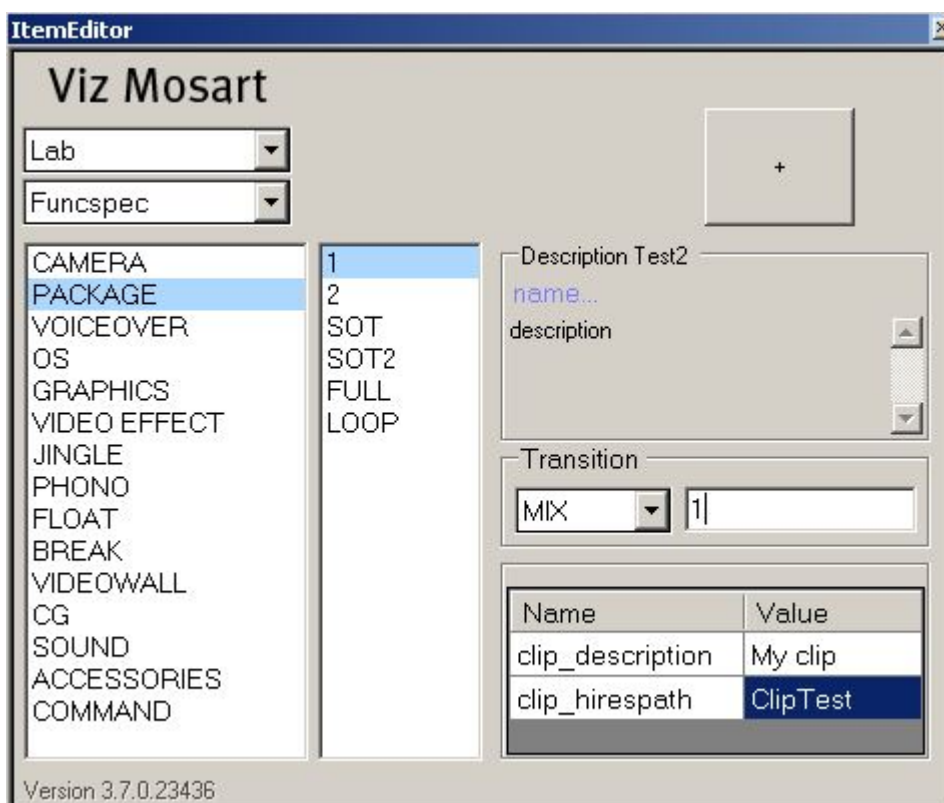 ItemEditor
Viz Mosart
Lab
Funcspec
+
CAMERA
PACKAGE
VOICEOVER
OS
GRAPHICS
VIDEO EFFECT
JINGLE
PHONO
FLOAT
BREAK
VIDEOWALL
CG
SOUND
ACCESSORIES
COMMAND
1
2
SOT
SOT2
FULL
LOOP
Description Test2
name...
description
Transition
MIX 1
Name Value
clip_description My clip
clip_hirespath ClipTest
Version 3.7.0.23436